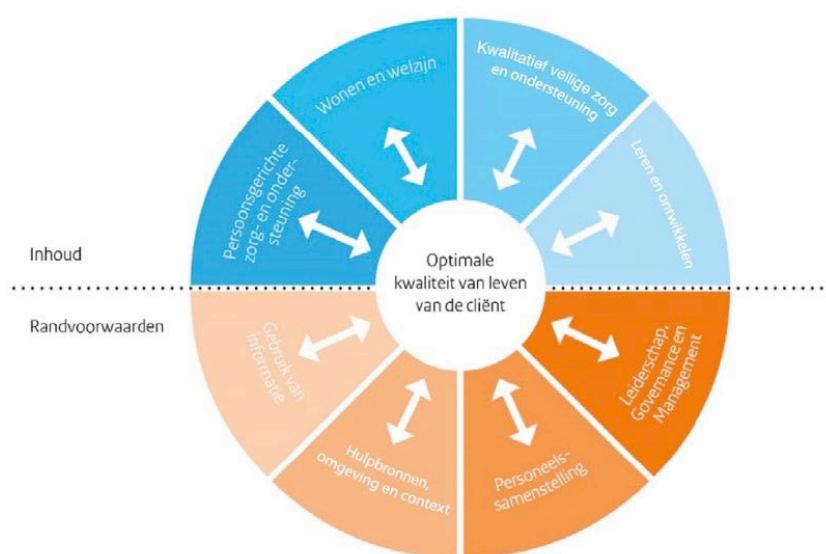 Wonen en welzijn
Kwalitatief veilige zorg
en ondersteuning
Persoonsgerichte
zorg- en onder-
steuning
Leren en ontwikkelen
Inhoud
Optimale
kwaliteit van leven
van de cliënt
Randvoorwaarden
Gebruik van
informatie
Leiderschap,
Governance en
Management
Hulpbronnen,
omgeving en context
Personeels-
samenstelling